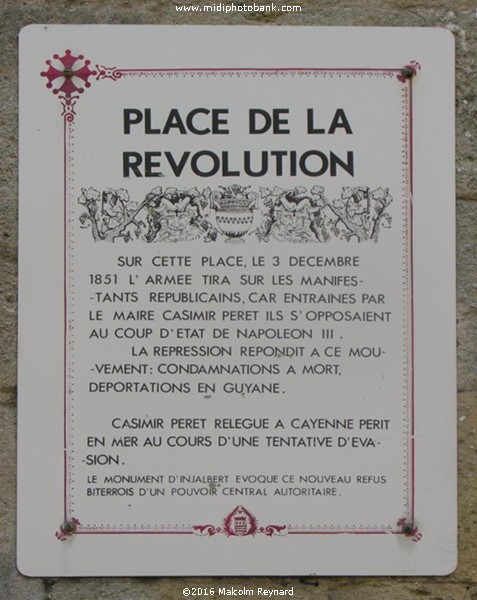 www.midiphotobank.com
PLACE DE LA
REVOLUTION
SUR CETTE PLACE, LE 3 DECEMBRE
1851 L' ARMEE TIRA SUR LES MANIFES-
-TANTS REPUBLICAINS, CAR ENTRAINES PAR
LE MAIRE CASIMIR PERET ILS S'OPPOSAIENT
AU COUP D'ETAT DE NAPOLEON III.
LA REPRESSION REPONDIT A CE MOU-
-VEMENT: CONDAMNATIONS A MORT,
DEPORTATIONS EN GUYANE.
CASIMIR PERET RELEGUE A CAYENNE PERIT
EN MER AU COURS D'UNE TENTATIVE D'EVA-
-SION.
LE MONUMENT D'INJALBERT EVOQUE CE NOUVEAU REFUS
BITERROIS D'UN POUVOIR CENTRAL AUTORITAIRE.
©2016 Malcolm Reynard